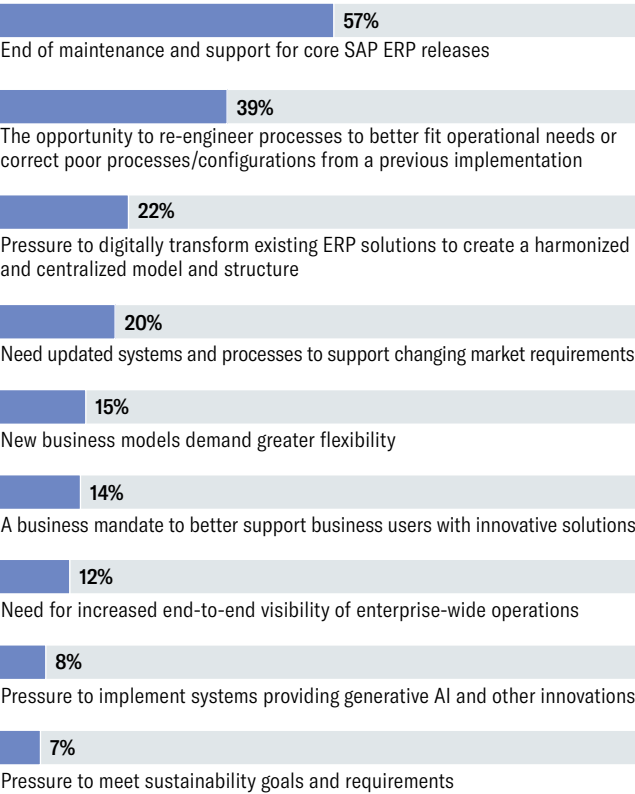 57%
End of maintenance and support for core SAP ERP releases
39%
The opportunity to re-engineer processes to better fit operational needs or
correct poor processes/configurations from a previous implementation
22%
Pressure to digitally transform existing ERP solutions to create a harmonized
and centralized model and structure
20%
Need updated systems and processes to support changing market requirements
15%
New business models demand greater flexibility
14%
A business mandate to better support business users with innovative solutions
12%
Need for increased end-to-end visibility of enterprise-wide operations
8%
Pressure to implement systems providing generative AI and other innovations
7%
Pressure to meet sustainability goals and requirements